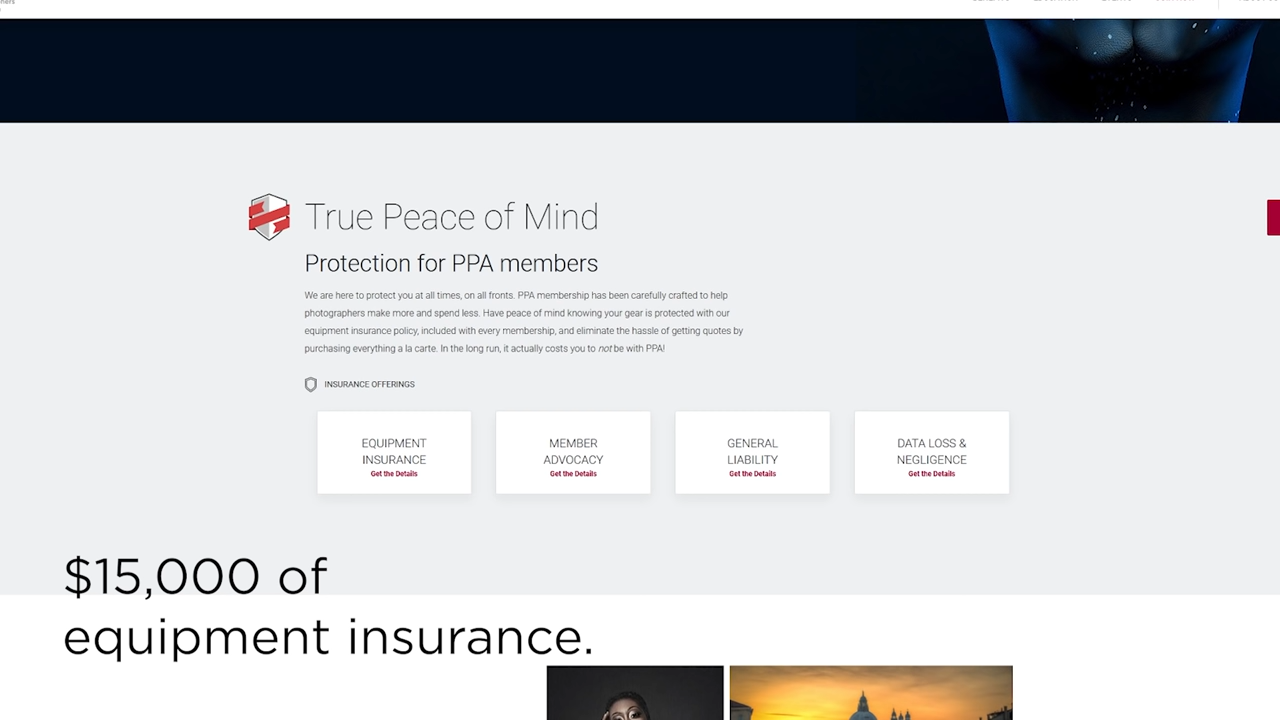 True Peace of Mind
Protection for PPA members
We are here to protect you at all times, on all fronts. PPA membership has been carefully crafted to help
photographers make more and spend less. Have peace of mind knowing your gear is protected with our
equipment insurance policy, included with every membership, and eliminate the hassle of getting quotes by
purchasing everything a la carte. In the long run, it actually costs you to not be with PPA!
INSURANCE OFFERINGS
EQUIPMENT
INSURANCE
Get the Details
MEMBER
ADVOCACY
Get the Details
GENERAL
LIABILITY
Get the Details
DATA LOSS &
NEGLIGENCE
Get the Details
$15,000 of
equipment insurance.